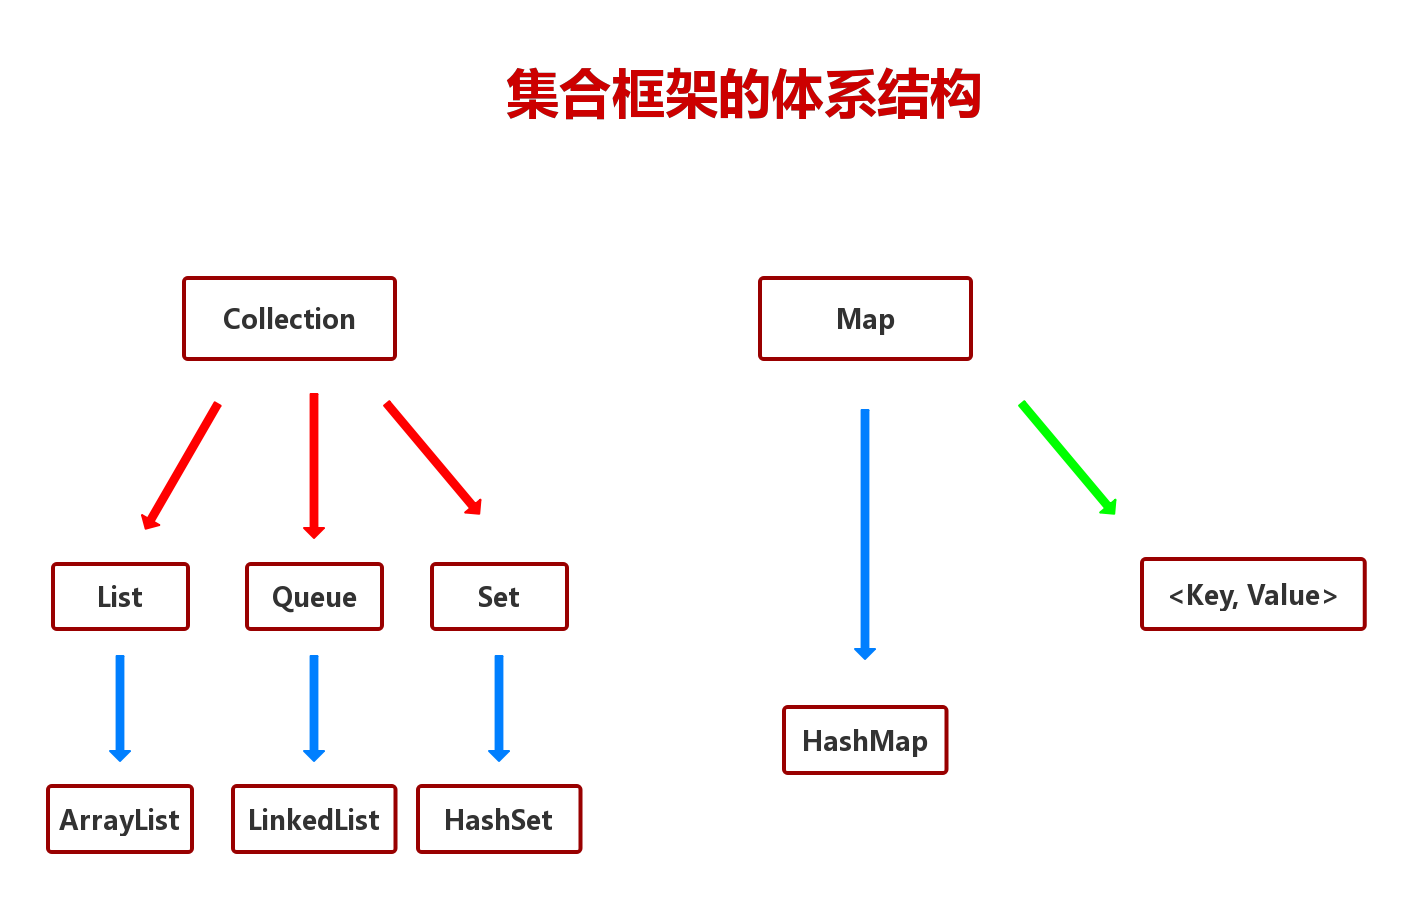 集合框架的体系结构
Collection
Map
List
Queue
Set
<Key, Value>
HashMap
ArrayList
LinkedList
HashSet